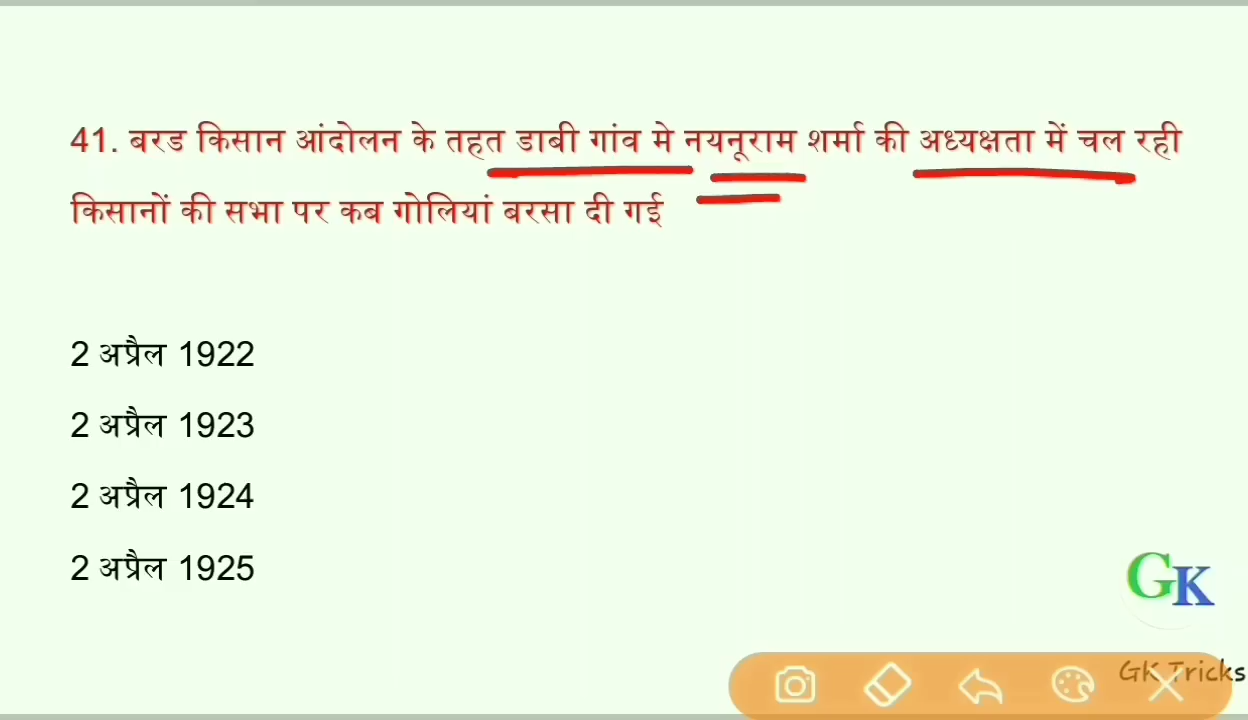 41. बरड किसान आंदोलन के तहत डाबी गांव मे नयनूराम शर्मा की अध्यक्षता में चल रही
किसानों की सभा पर कब गोलियां बरसा दी गई
2 अप्रैल 1922
2 अप्रैल 1923
2 अप्रैल 1924
2 अप्रैल 1925
GK
GK Tricks